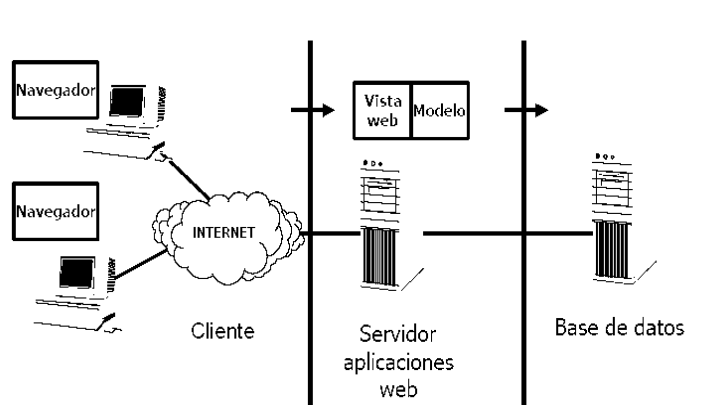 Navegador
Vista
web
Modelo
Navegador
INTERNET
Cliente
Servidor
aplicaciones
web
Base de datos